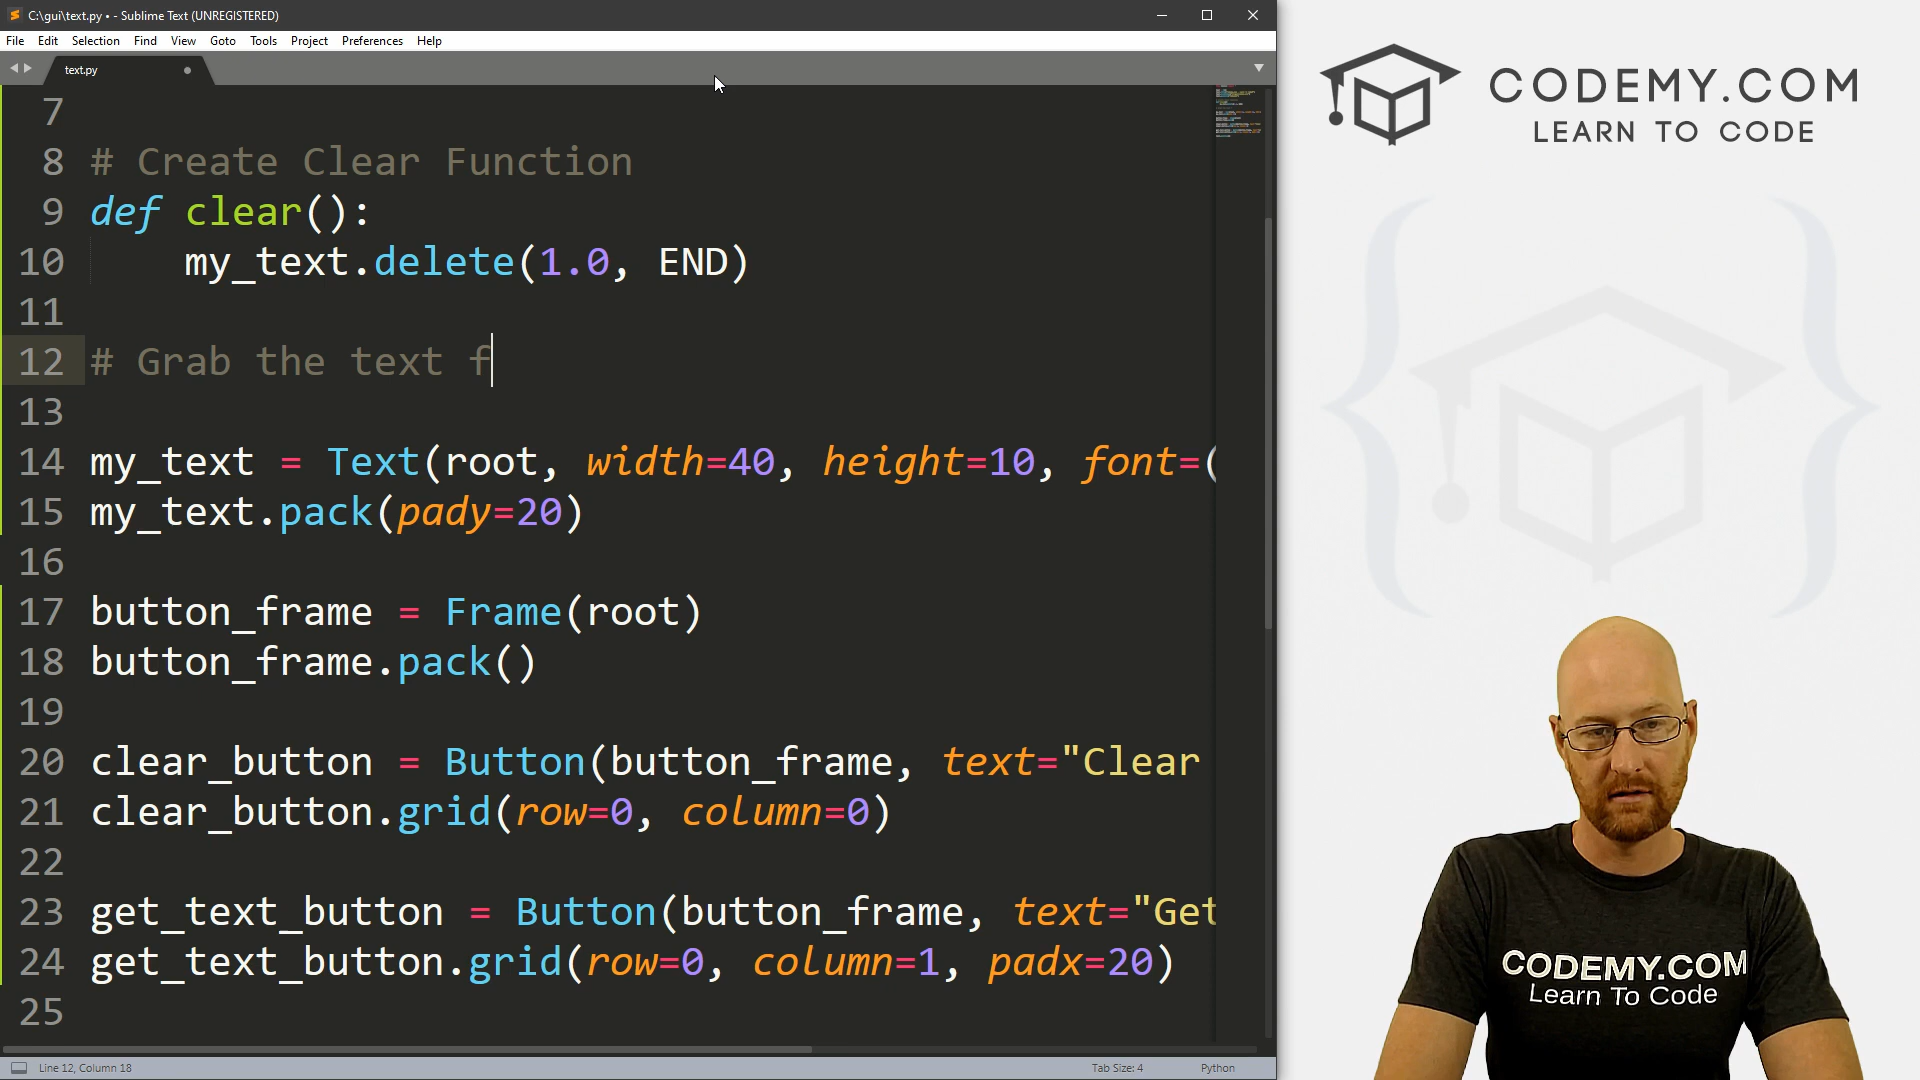 C:\gui\text.py • - Sublime Text (UNREGISTERED)
File Edit Selection Find View Goto Tools Project Preferences Help
text.py
7
8 # Create Clear Function
9 def clear():
10 my_text.delete(1.0, END)
11
12 # Grab the text f
13
14 my_text = Text(root, width=40, height=10, font=(
15 my_text.pack(pady=20)
16
17 button_frame = Frame(root)
18 button_frame.pack()
19
20 clear_button = Button(button_frame, text="Clear
21 clear_button.grid(row=0, column=0)
22
23 get_text_button = Button(button_frame, text="Get
24 get_text_button.grid(row=0, column=1, padx=20)
25
Line 12, Column 18
Tab Size: 4
Python
CODEMY.COM
LEARN TO CODE
CODEMY.COM
Learn To Code